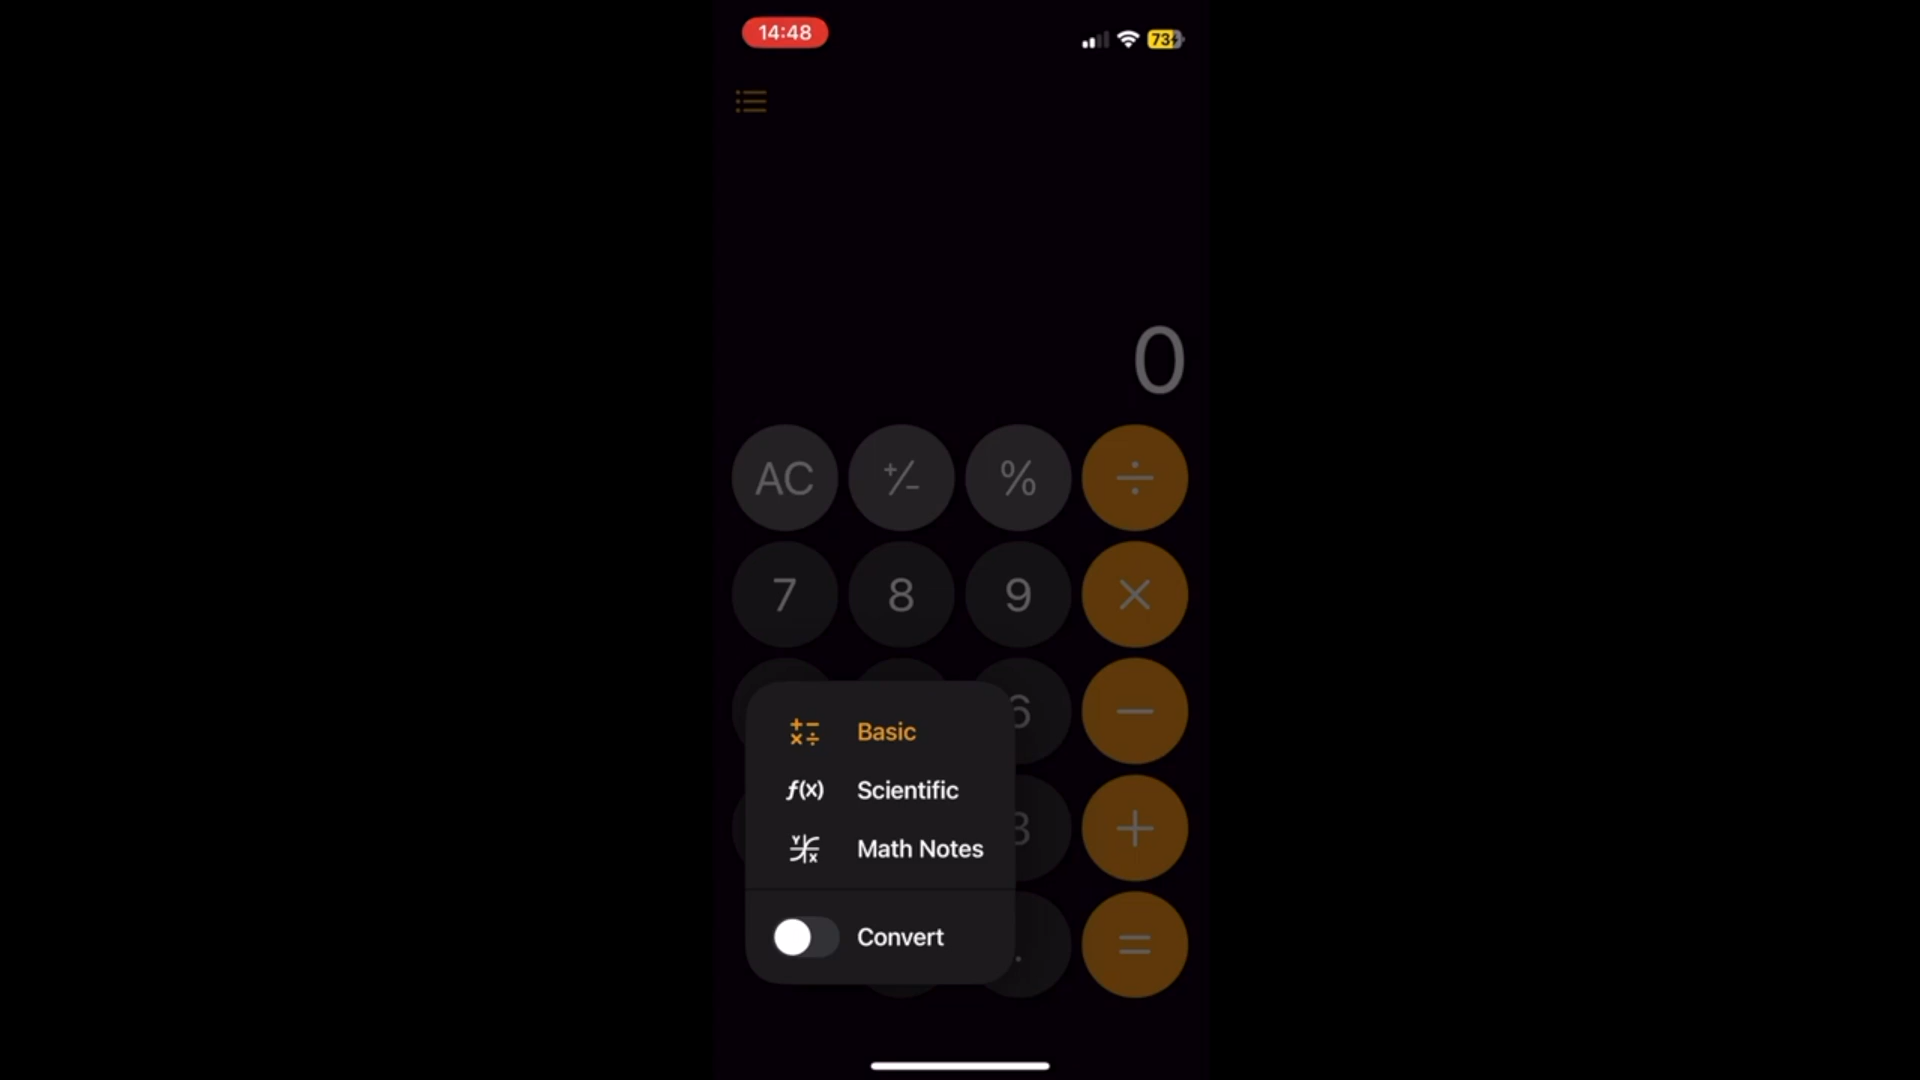 14:48
73
0
AC +/- % ÷
7 8 9 ×
6 −
Basic
f(x) Scientific
Y X Math Notes
3 +
Convert
. =